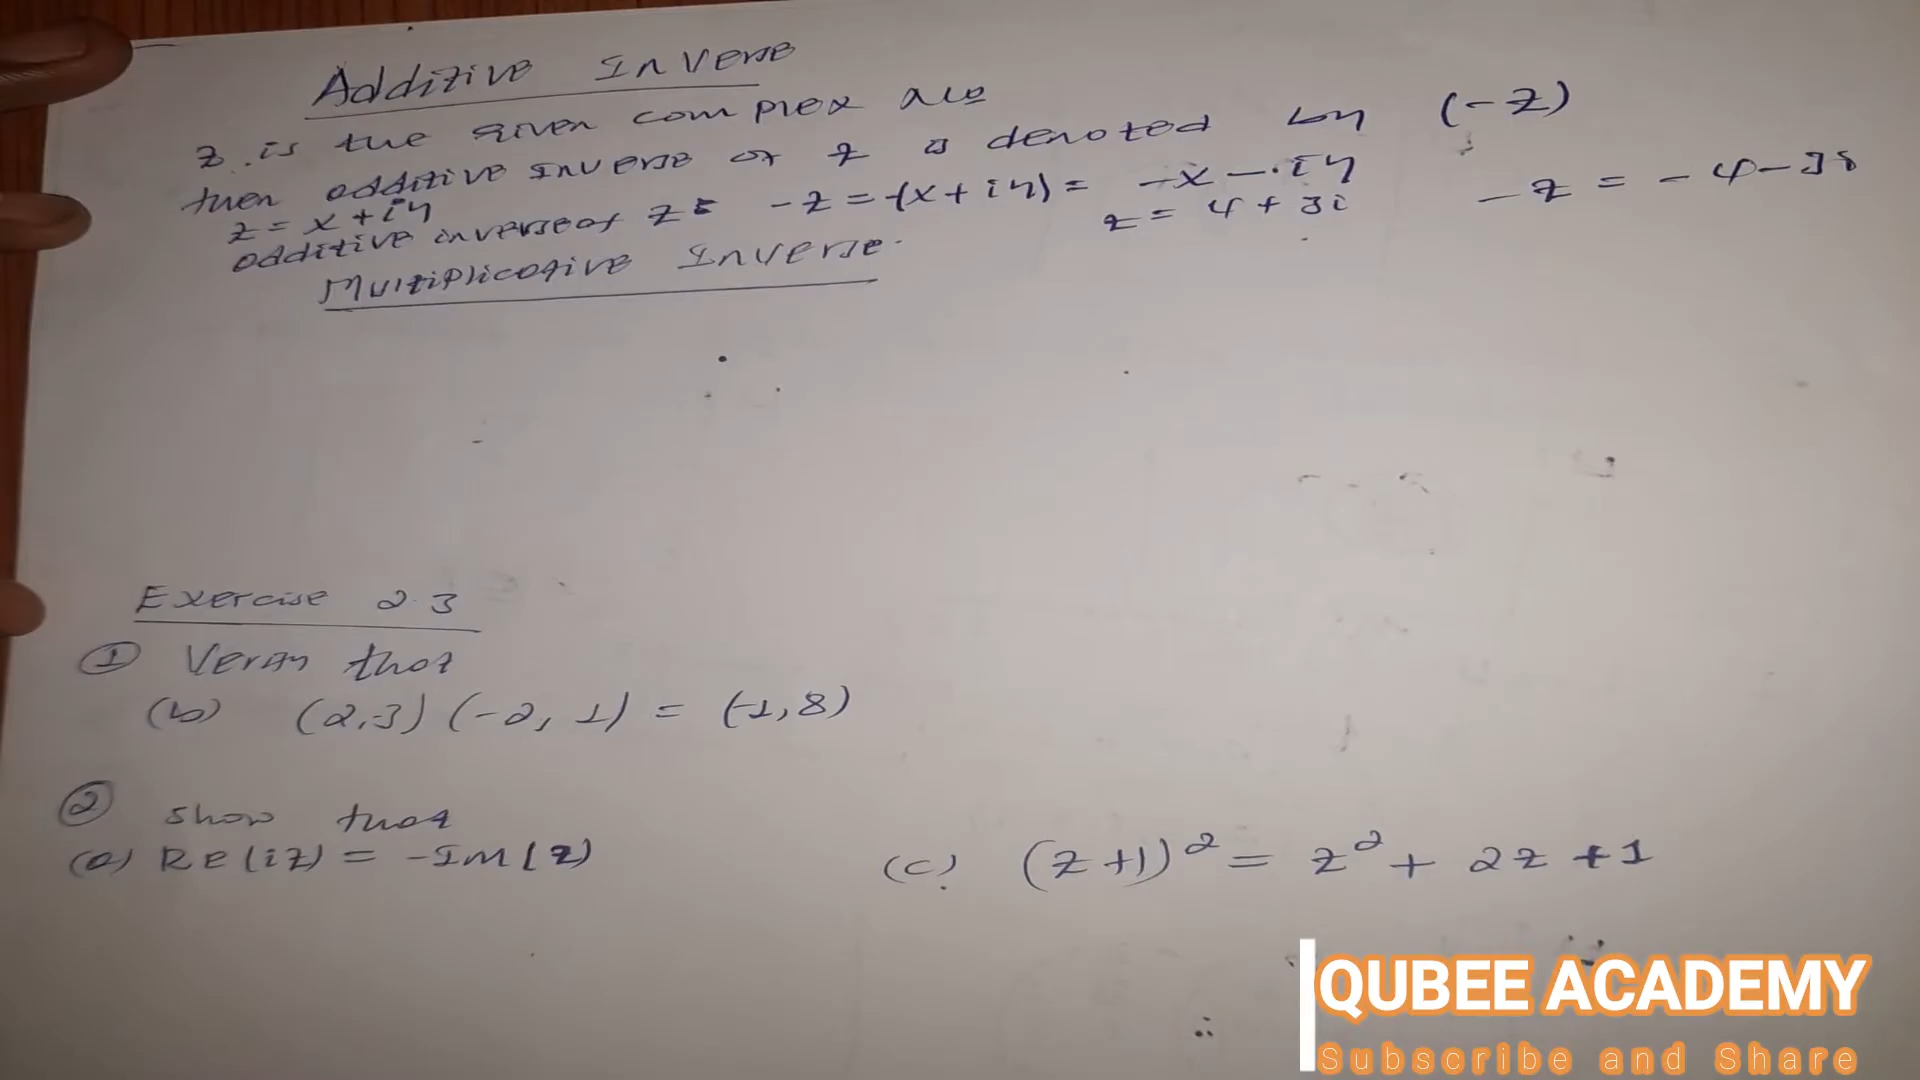 Additive Inverse
z. is the given complex
then additive inverse of z is denoted by (-z)
z = x + iy
additive inverse of z = -z = -(x + iy) = -x - iy
z = 4 + 3i
-z = -4 - 3i
Multiplicative Inverse.
Exercise 2.3
① Verify that
(b) (2,-3) (-2, 1) = (-1, 8)
② show that
(a) Re(iz) = -Im(z)
(c). (z+1)² = z² + 2z + 1
QUBEE ACADEMY
Subscribe and Share